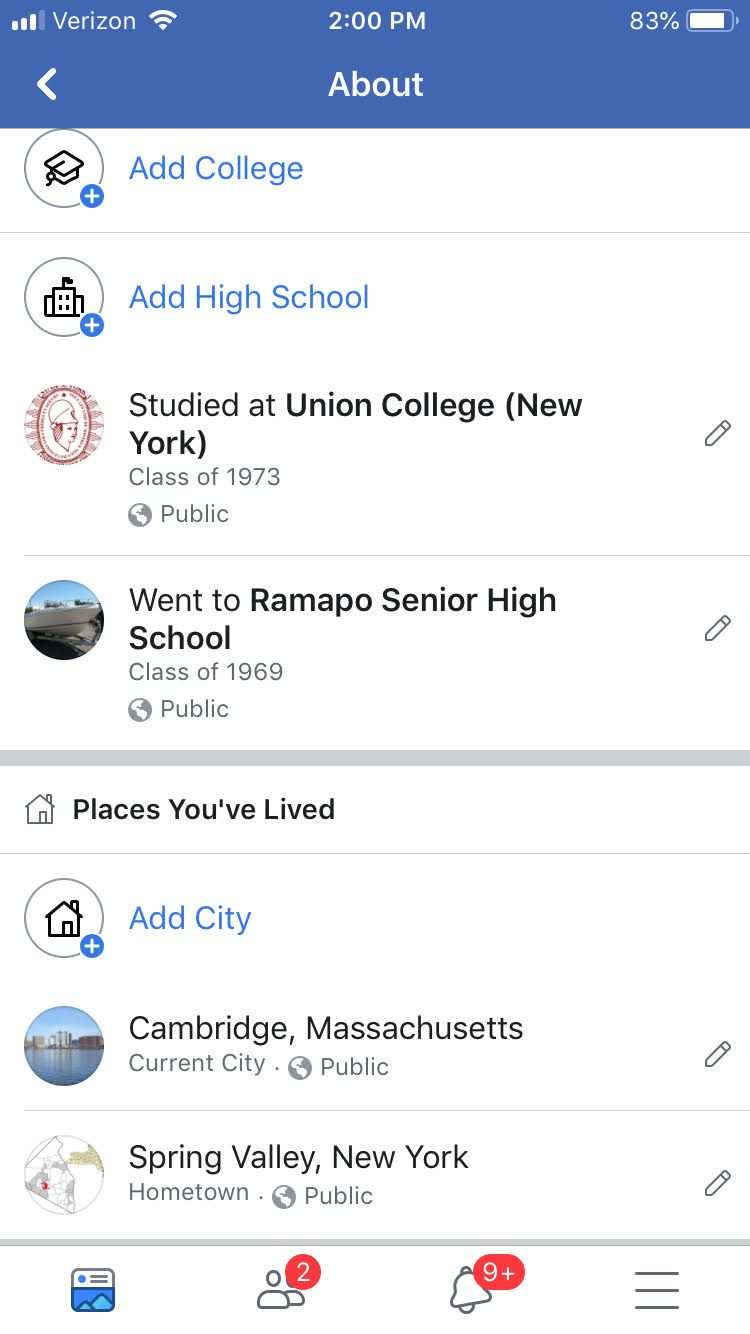 Verizon 2:00 PM 83%
About
Add College
Add High School
Studied at Union College (New
York)
Class of 1973
Public
Went to Ramapo Senior High
School
Class of 1969
Public
Places You've Lived
Add City
Cambridge, Massachusetts
Current City · Public
Spring Valley, New York
Hometown · Public
2 9+